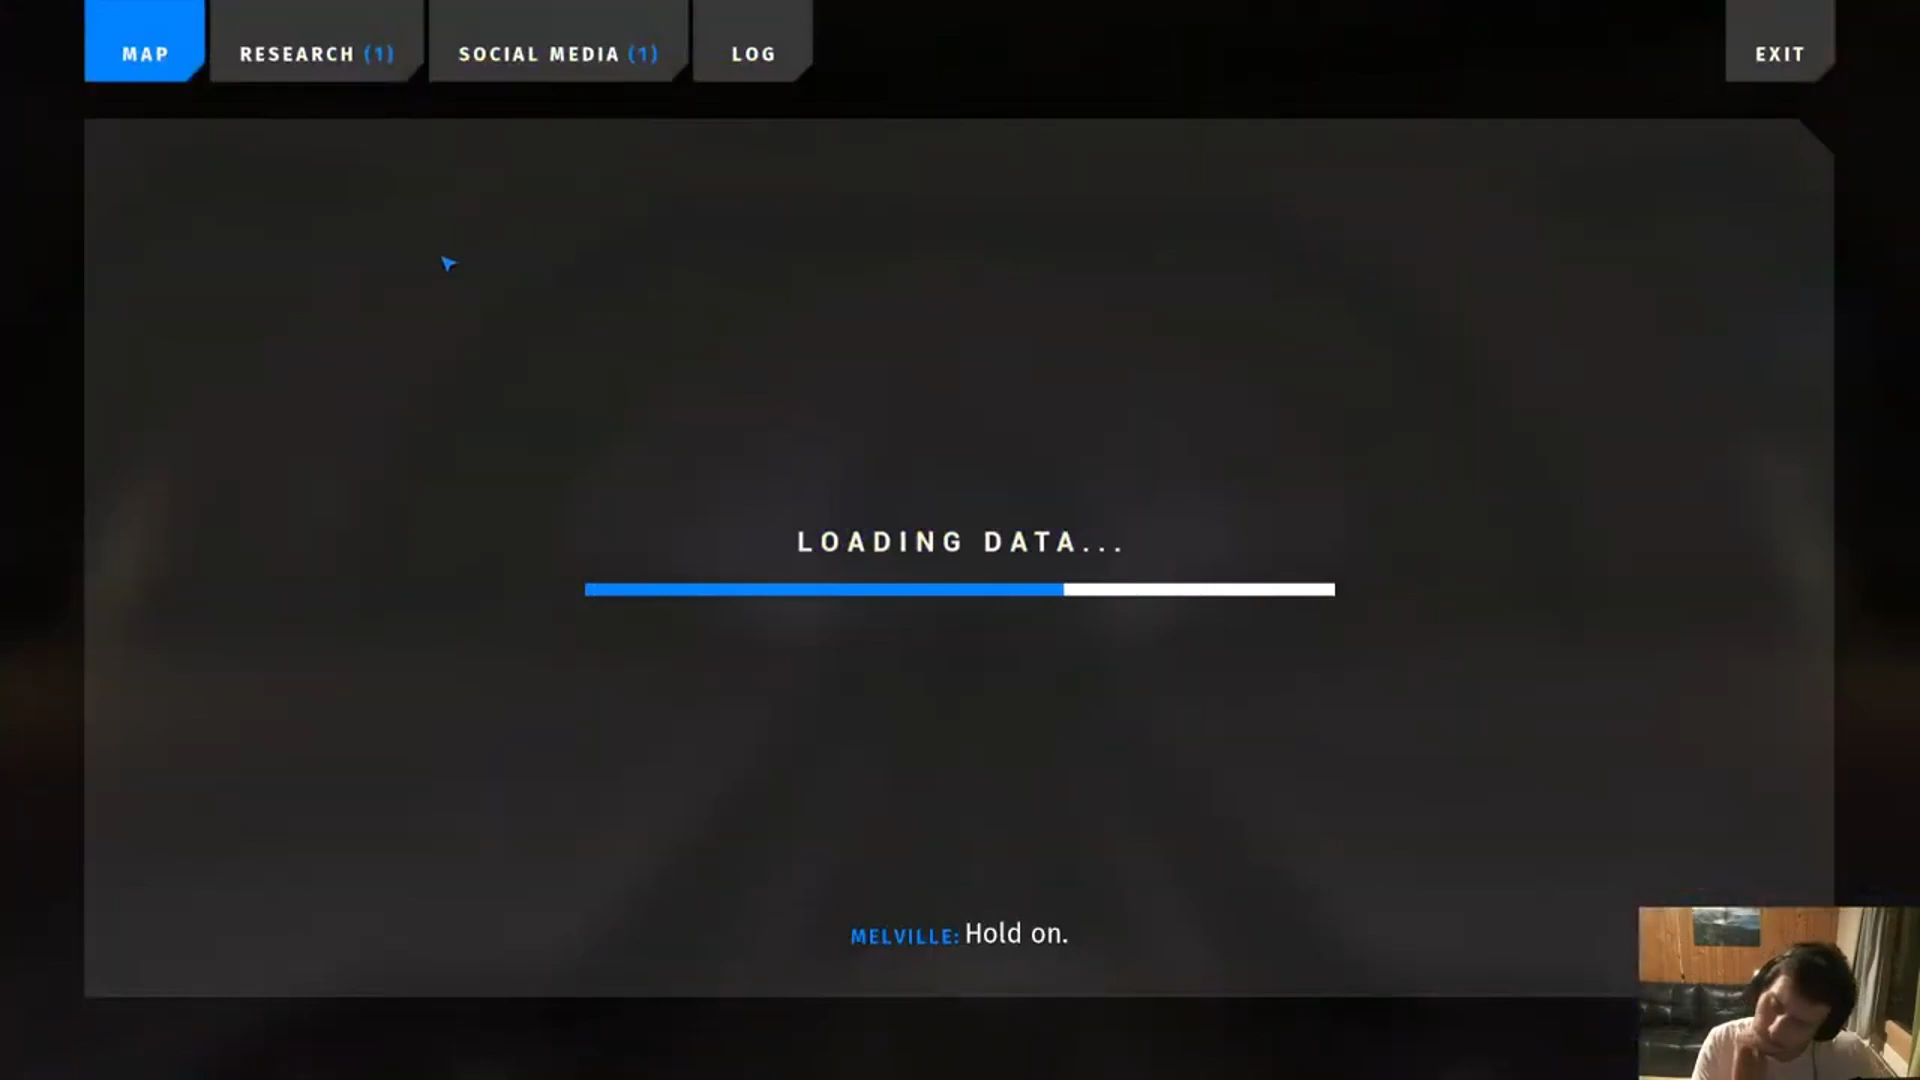 MAP
RESEARCH (1)
SOCIAL MEDIA (1)
LOG
EXIT
LOADING DATA...
MELVILLE: Hold on.